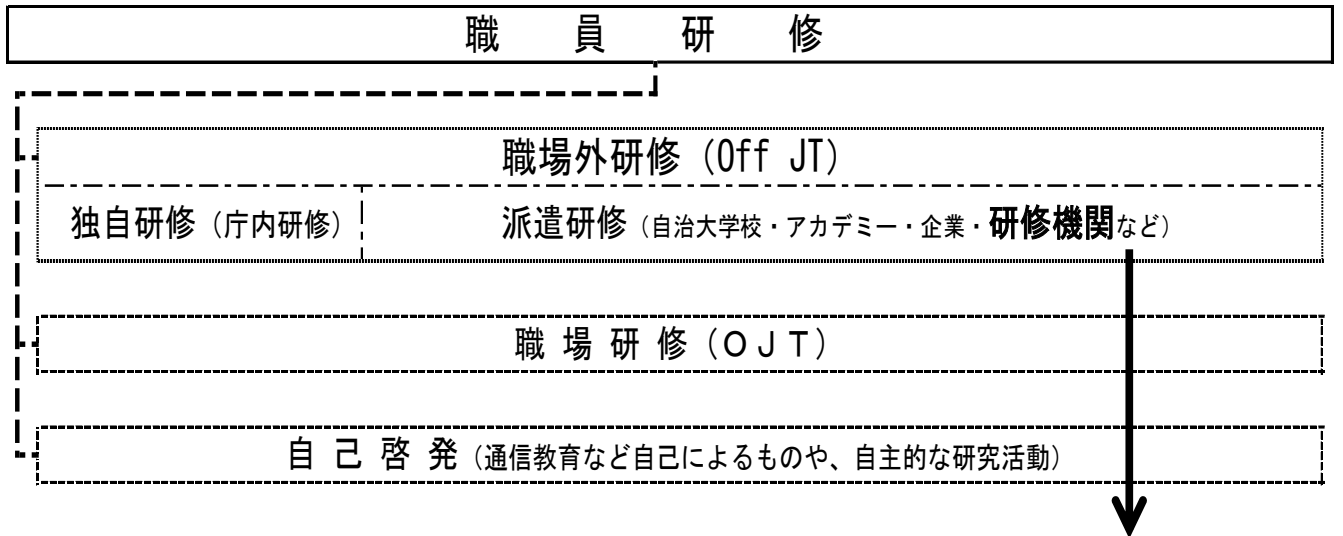 職員研修
職場外研修（Off JT）
独自研修（庁内研修） 派遣研修（自治大学校・アカデミー・企業・研修機関など）
職場研修（ＯＪＴ）
自己啓発（通信教育など自己によるものや、自主的な研究活動）